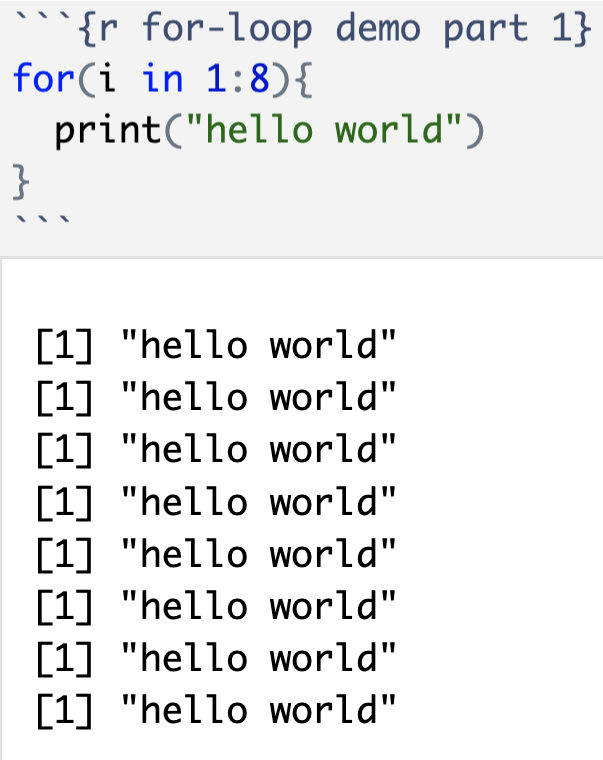 ```{r for-loop demo part 1}
for(i in 1:8){
  print("hello world")
}
```
[1] "hello world"
[1] "hello world"
[1] "hello world"
[1] "hello world"
[1] "hello world"
[1] "hello world"
[1] "hello world"
[1] "hello world"